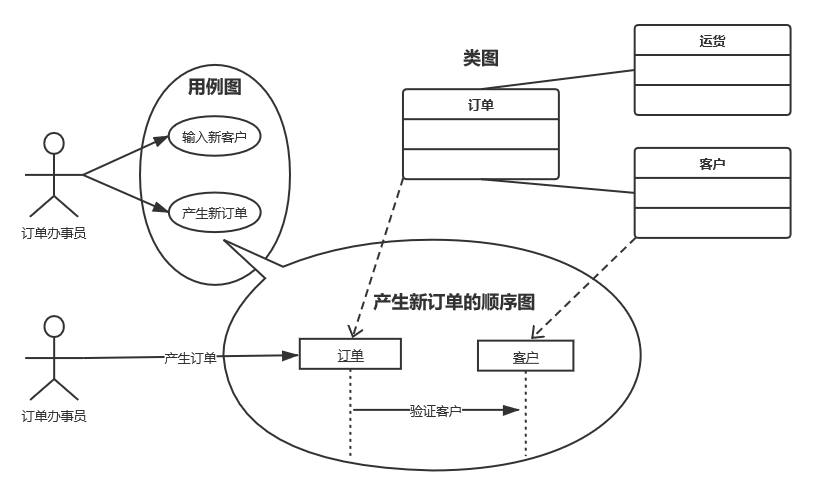 运货
类图
用例图
订单
输入新客户
客户
产生新订单
订单办事员
产生新订单的顺序图
产生订单
订单
客户
验证客户
订单办事员